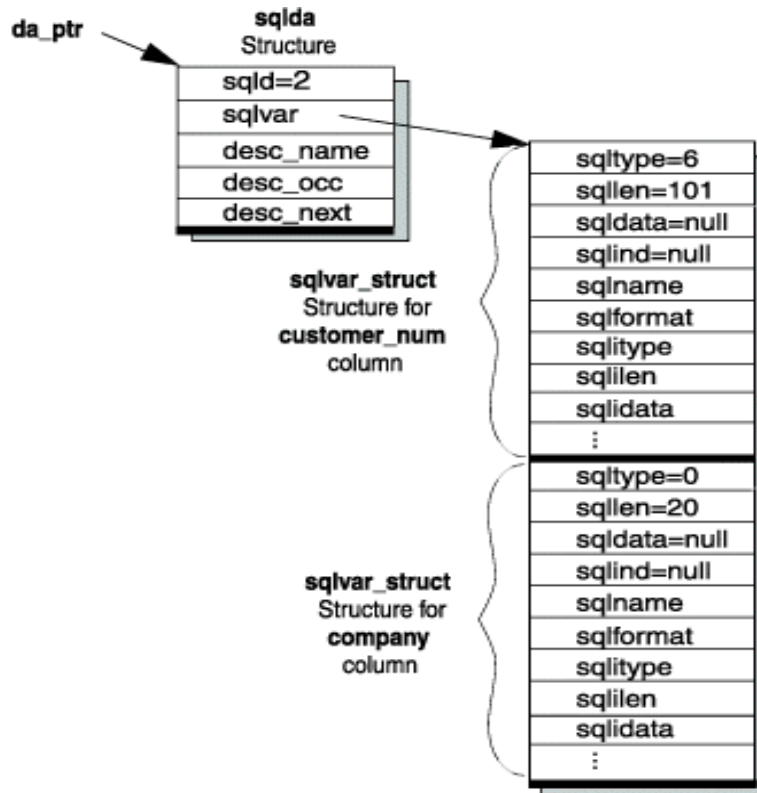 da_ptr
sqlda
Structure
sqld=2
sqlvar
desc_name
desc_occ
desc_next
sqlvar_struct
Structure for
customer_num
column
sqltype=6
sqllen=101
sqldata=null
sqlind=null
sqlname
sqlformat
sqlitype
sqlilen
sqlidata
⋮
sqlvar_struct
Structure for
company
column
sqltype=0
sqllen=20
sqldata=null
sqlind=null
sqlname
sqlformat
sqlitype
sqlilen
sqlidata
⋮